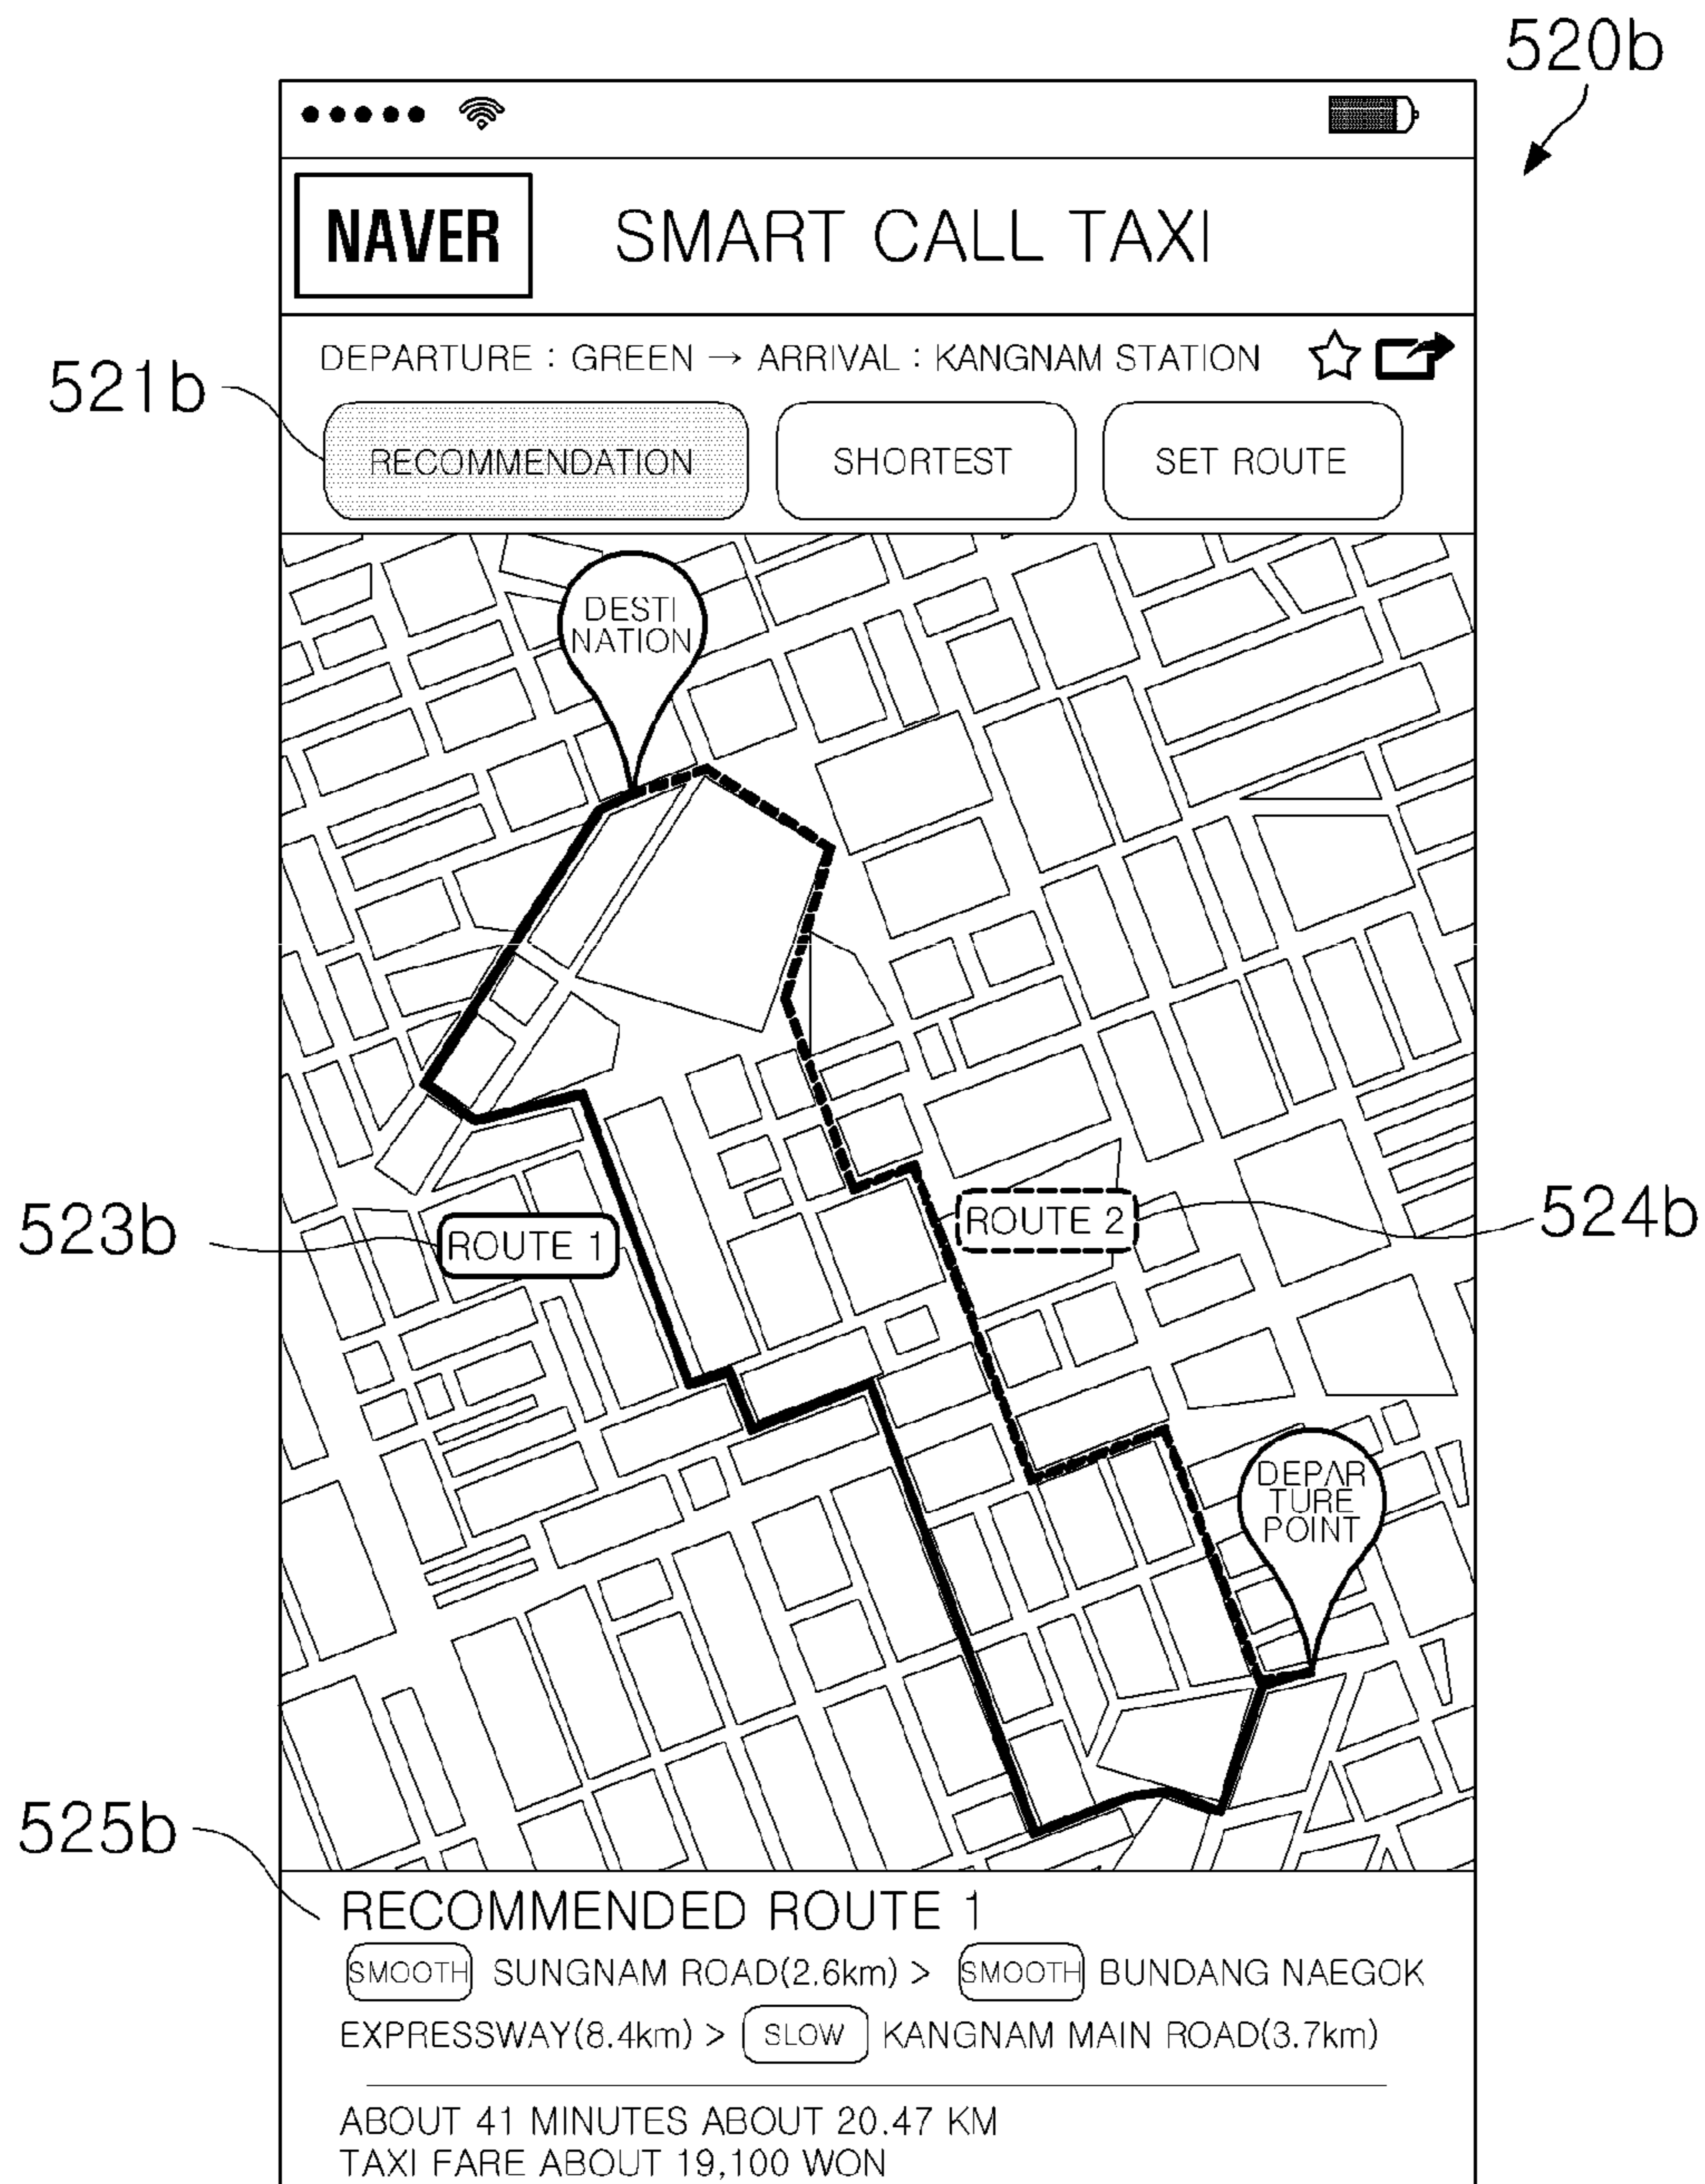 520b
NAVER SMART CALL TAXI
DEPARTURE : GREEN → ARRIVAL : KANGNAM STATION
521b
RECOMMENDATION SHORTEST SET ROUTE
DESTI
NATION
523b
ROUTE 1
ROUTE 2
524b
DEPAR
TURE
POINT
525b
RECOMMENDED ROUTE 1
SMOOTH SUNGNAM ROAD(2.6km) > SMOOTH BUNDANG NAEGOK
EXPRESSWAY(8.4km) > SLOW KANGNAM MAIN ROAD(3.7km)
ABOUT 41 MINUTES ABOUT 20.47 KM
TAXI FARE ABOUT 19,100 WON